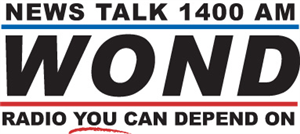 NEWS TALK 1400 AM
WOND
RADIO YOU CAN DEPEND ON